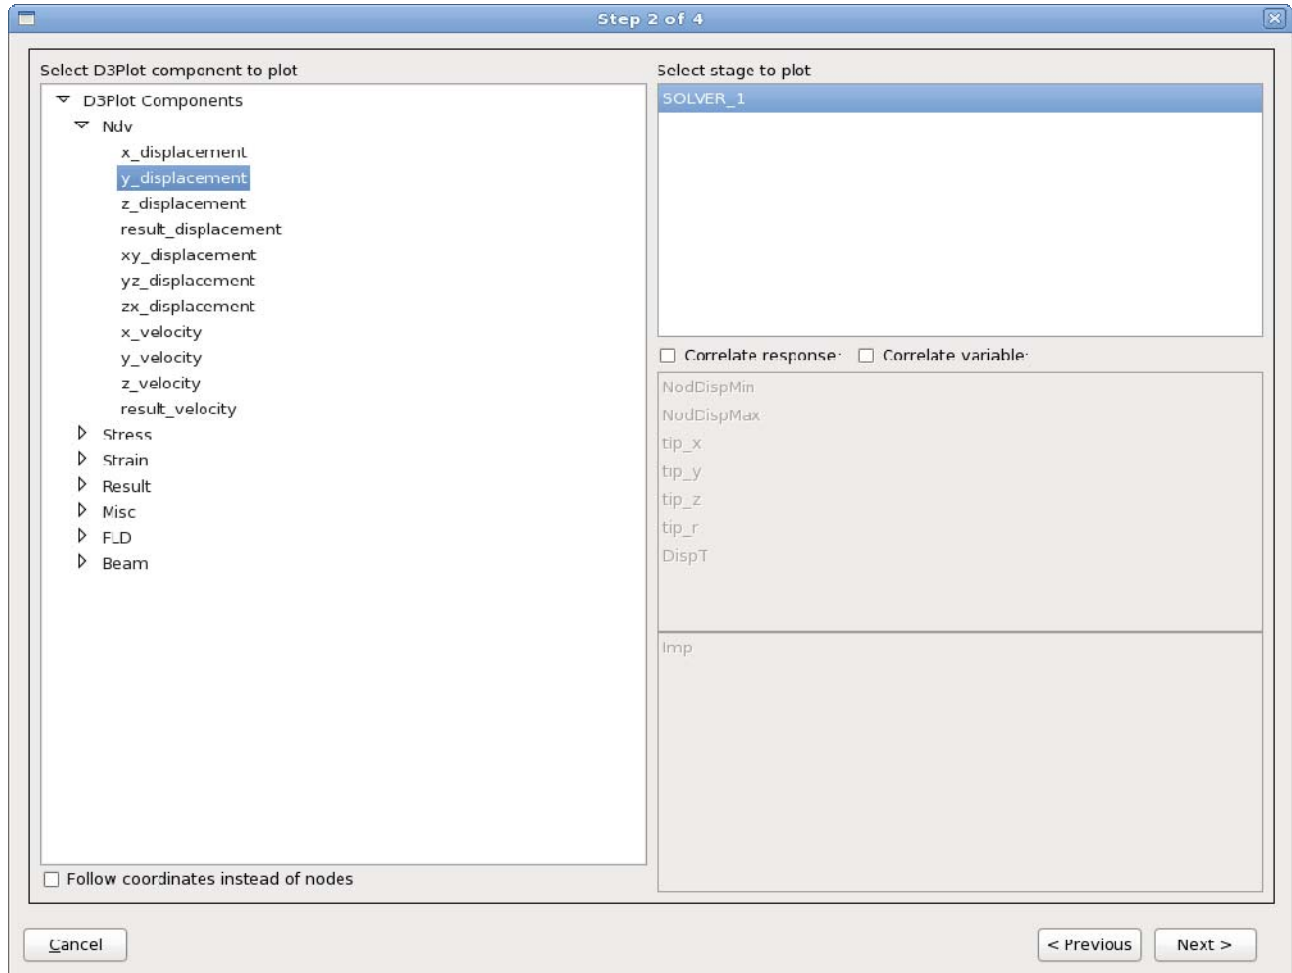 Step 2 of 4
Select D3Plot component to plot
D3Plot Components
Ndv
x_displacement
y_displacement
z_displacement
result_displacement
xy_displacement
yz_displacement
zx_displacement
x_velocity
y_velocity
z_velocity
result_velocity
Stress
Strain
Result
Misc
FLD
Beam
Follow coordinates instead of nodes
Select stage to plot
SOLVER_1
Correlate response: Correlate variable:
NodDispMin
NodDispMax
tip_x
tip_y
tip_z
tip_r
DispT
Imp
Cancel
< Previous
Next >